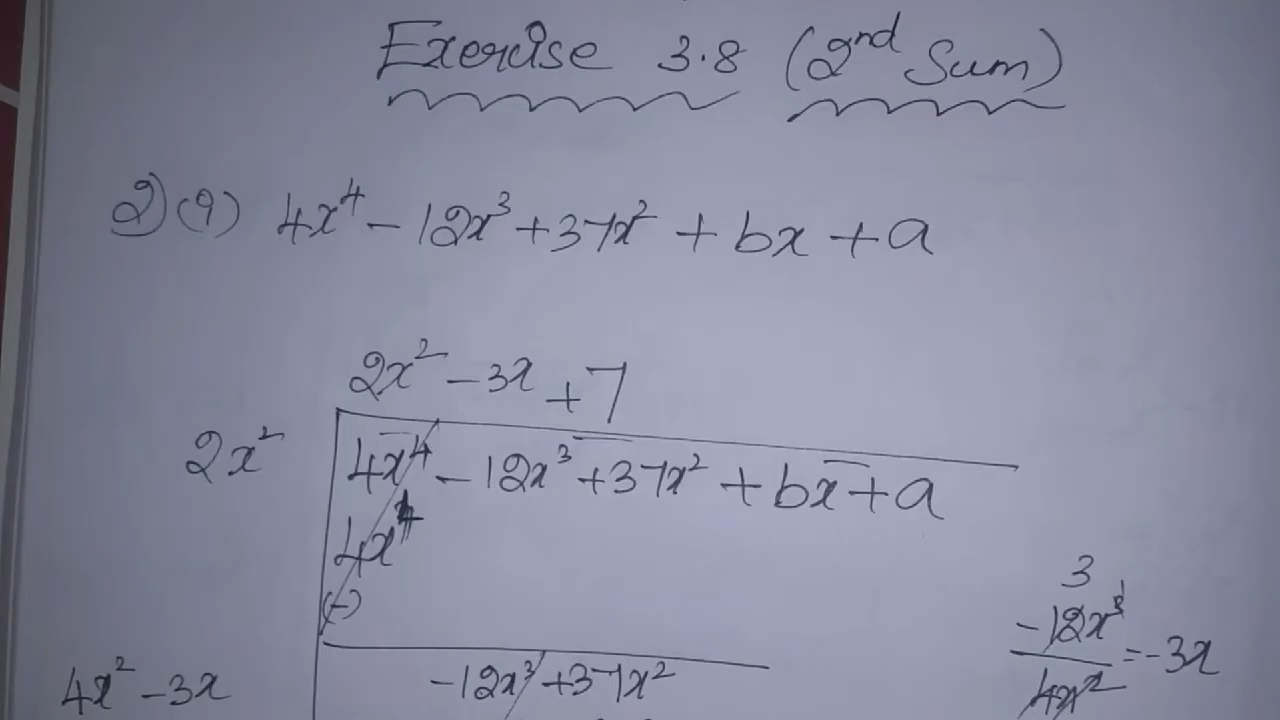 Exercise 3.8 (2nd Sum)
2) (i) 4x⁴ - 12x³ + 37x² + bx + a
2x² - 3x + 7
2x² 4x⁴ - 12x³ + 37x² + bx + a
4x⁴
(-)
3
-12x³ / 4x² = -3x
4x² - 3x -12x³ + 37x²